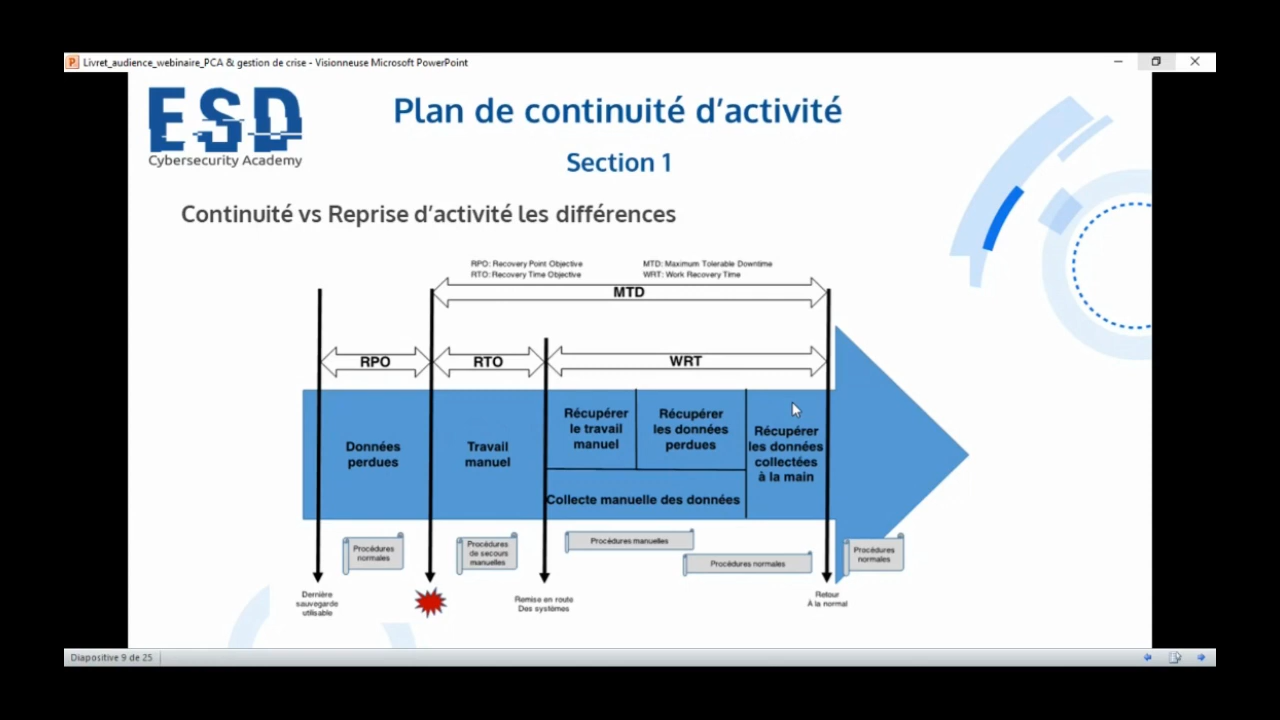 Livret_audience_webinaire_PCA & gestion de crise - Visionneuse Microsoft PowerPoint
ESD
Cybersecurity Academy
Plan de continuité d'activité
Section 1
Continuité vs Reprise d'activité les différences
RPO: Recovery Point Objective
MTD: Maximum Tolerable Downtime
RTO: Recovery Time Objective
WRT: Work Recovery Time
MTD
RPO
RTO
WRT
Données
perdues
Travail
manuel
Récupérer
le travail
manuel
Récupérer
les données
perdues
Récupérer
les données
collectées
à la main
Collecte manuelle des données
Procédures
normales
Procédures
de secours
manuelles
Procédures manuelles
Procédures normales
Procédures
normales
Dernière
sauvegarde
utilisable
Remise en route
Des systèmes
Retour
À la normal
Diapositive 9 de 25